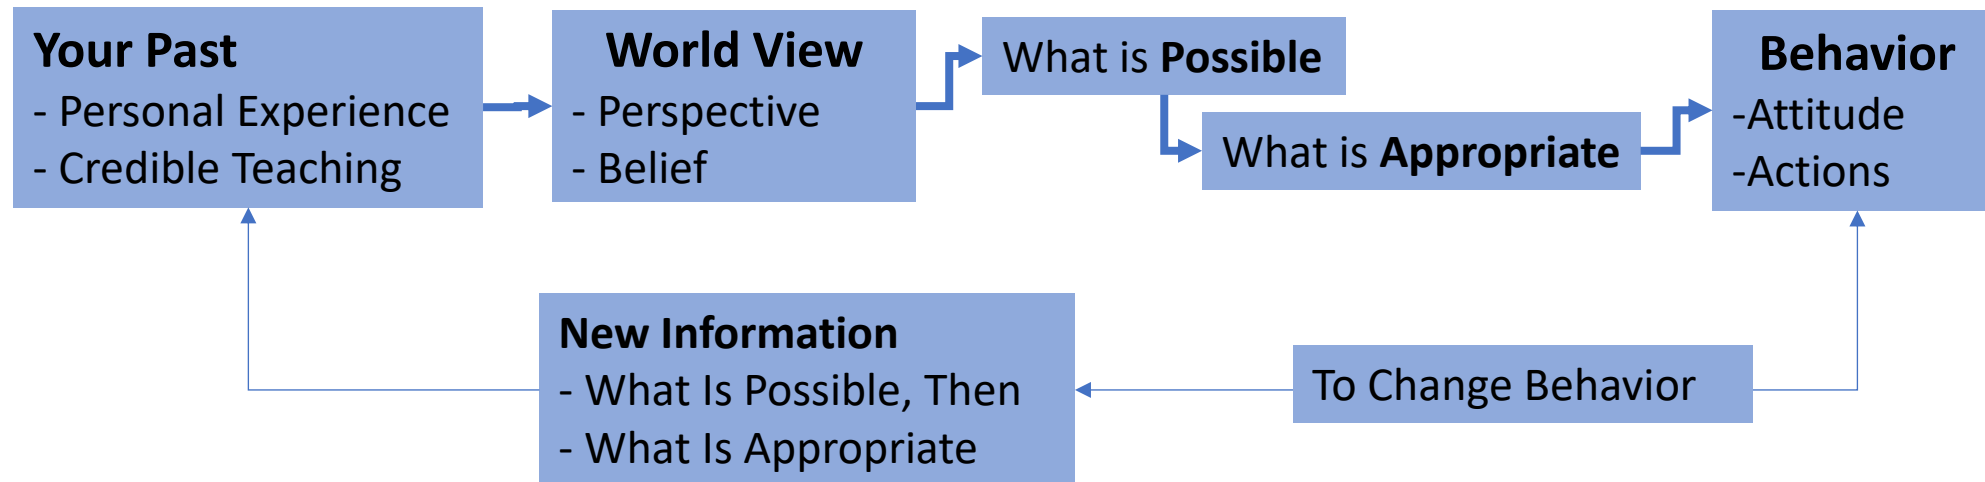 Your Past
- Personal Experience
- Credible Teaching
World View
- Perspective
- Belief
What is Possible
What is Appropriate
Behavior
-Attitude
-Actions
New Information
- What Is Possible, Then
- What Is Appropriate
To Change Behavior